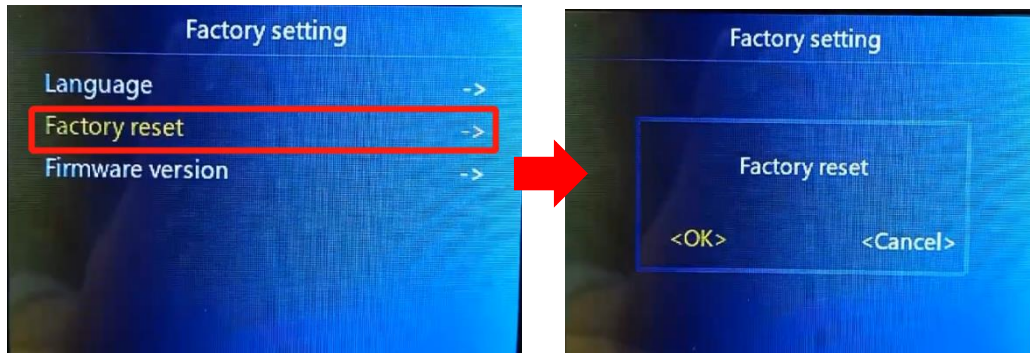 Factory setting
Language ->
Factory reset ->
Firmware version ->
Factory setting
Factory reset
<OK> <Cancel>